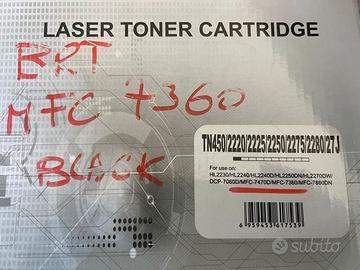 LASER TONER CARTRIDGE
BRT
MFC 7360
BLACK
TN450/2220/2225/2250/2275/2280/27J
For use on:
HL2230/HL2240/HL2240D/HL2250DN/HL2270DW/
DCP-7060D/MFC-7470D/MFC-7360/MFC-7860DN
6959453617539
subito